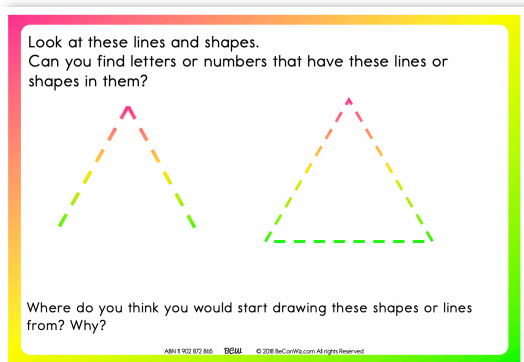 Look at these lines and shapes.
Can you find letters or numbers that have these lines or
shapes in them?
Where do you think you would start drawing these shapes or lines
from? Why?
ABN 11 902 872 865 BCW © 2018 BeConWiz.com All rights Reserved